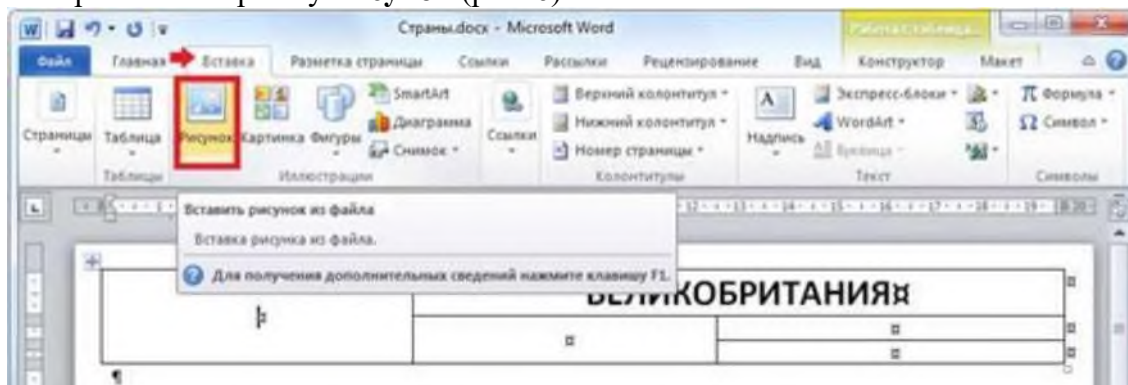 Страны.docx - Microsoft Word
Файл Главная Вставка Разметка страницы Ссылки Рассылки Рецензирование Вид Конструктор Макет
Страницы Таблица Рисунок Картинка Фигуры SmartArt Диаграмма Снимок Ссылки Верхний колонтитул Нижний колонтитул Номер страницы Надпись Экспресс-блоки WordArt Буквица Формула Символ
Таблицы Иллюстрации Колонтитулы Текст Символы
Вставить рисунок из файла
Вставка рисунка из файла.
Для получения дополнительных сведений нажмите клавишу F1.
ВЕЛИКОБРИТАНИЯ¤